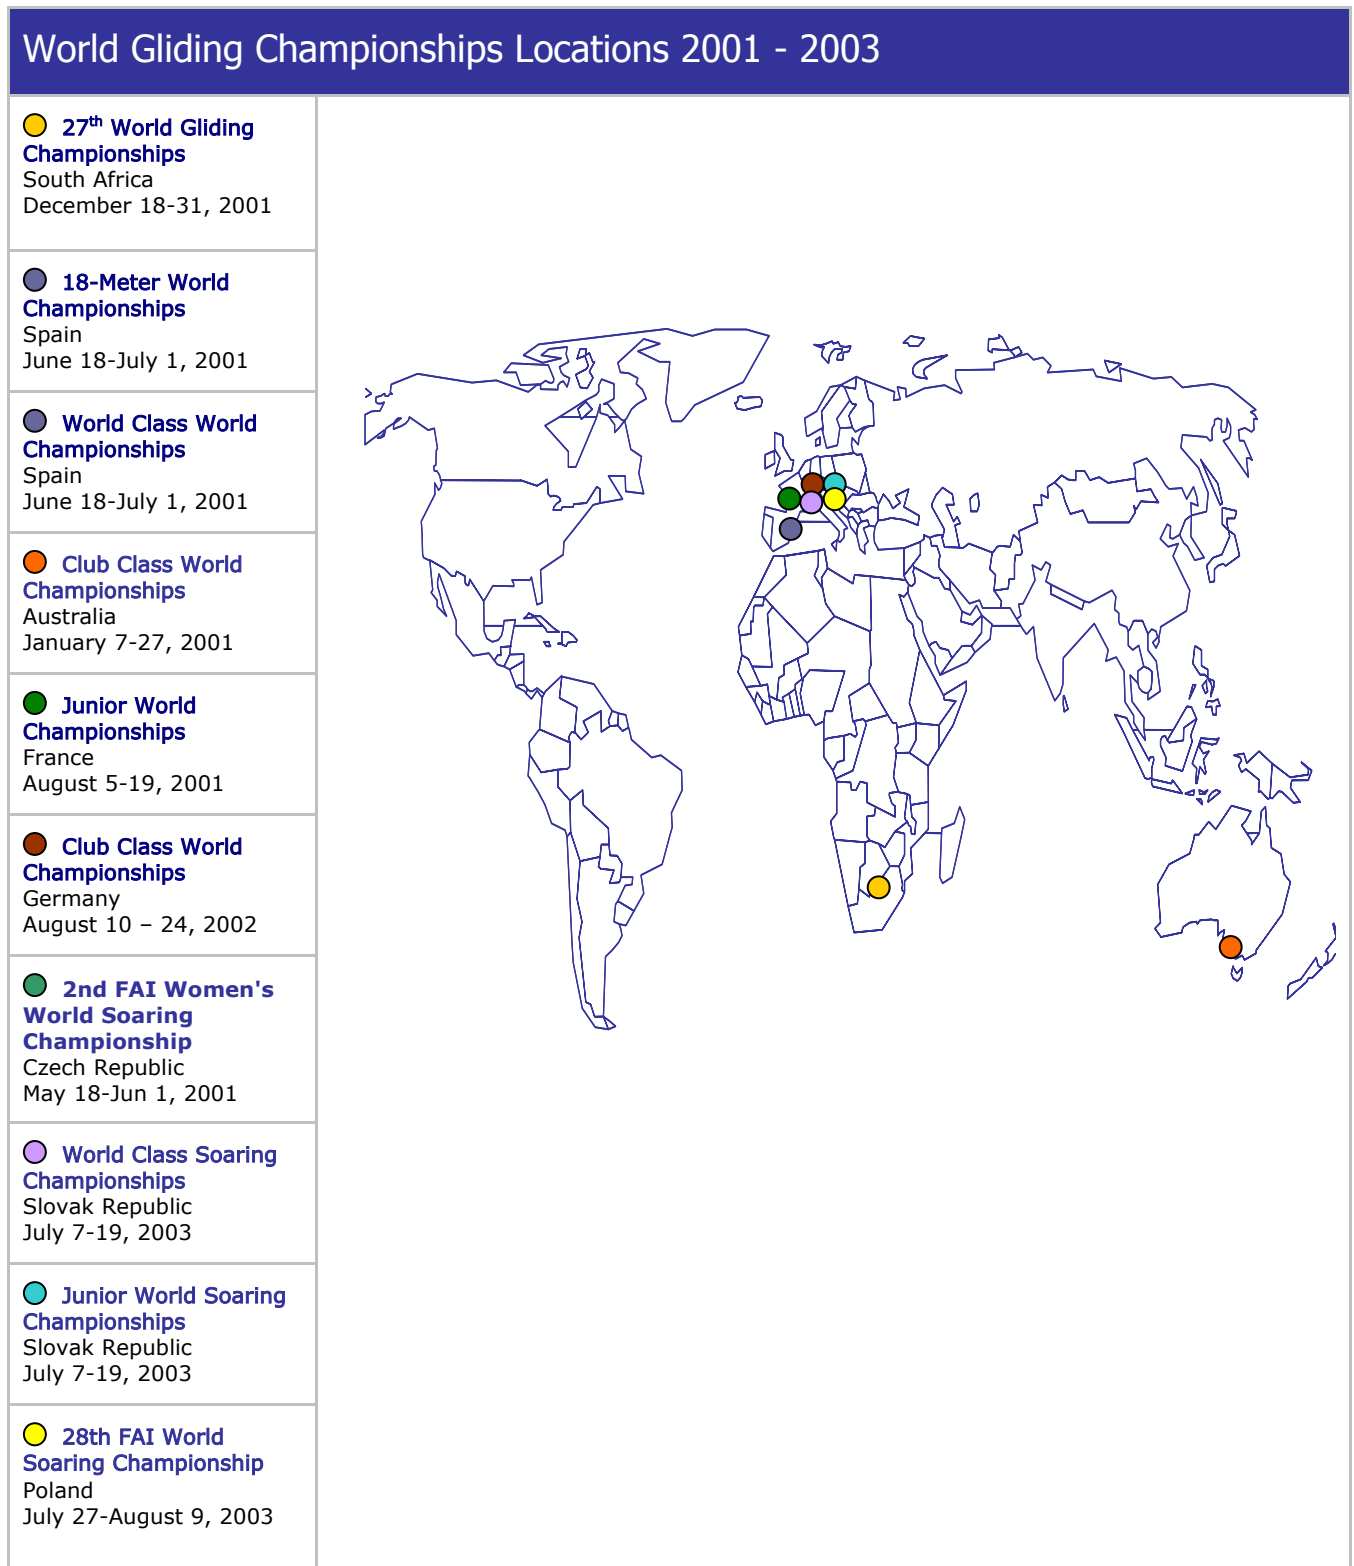 World Gliding Championships Locations 2001 - 2003
27th World Gliding
Championships
South Africa
December 18-31, 2001
18-Meter World
Championships
Spain
June 18-July 1, 2001
World Class World
Championships
Spain
June 18-July 1, 2001
Club Class World
Championships
Australia
January 7-27, 2001
Junior World
Championships
France
August 5-19, 2001
Club Class World
Championships
Germany
August 10 – 24, 2002
2nd FAI Women's
World Soaring
Championship
Czech Republic
May 18-Jun 1, 2001
World Class Soaring
Championships
Slovak Republic
July 7-19, 2003
Junior World Soaring
Championships
Slovak Republic
July 7-19, 2003
28th FAI World
Soaring Championship
Poland
July 27-August 9, 2003